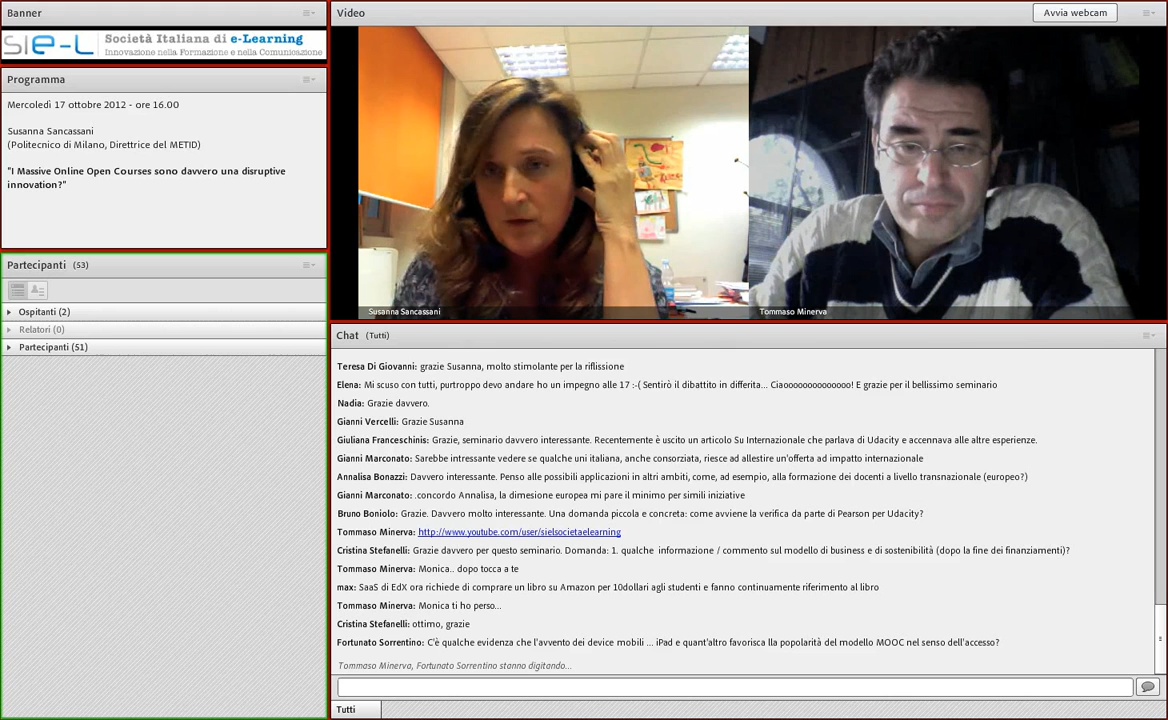 Banner
SIe-L Società Italiana di e-Learning
Innovazione nella Formazione e nella Comunicazione
Programma
Mercoledì 17 ottobre 2012 - ore 16.00
Susanna Sancassani
(Politecnico di Milano, Direttrice del METID)
"I Massive Online Open Courses sono davvero una disruptive
innovazione?"
Partecipanti (53)
Ospitanti (2)
Relatori (0)
Partecipanti (51)
Video
Avvia webcam
Susanna Sancassani
Tommaso Minerva
Chat (Tutti)
Teresa Di Giovanni: grazie Susanna, molto stimolante per la riflissione
Elena: Mi scuso con tutti, purtroppo devo andare ho un impegno alle 17 :-( Sentirò il dibattito in differita... Ciaooooooooooooo! E grazie per il bellissimo seminario
Nadia: Grazie davvero.
Gianni Vercelli: Grazie Susanna
Giuliana Franceschinis: Grazie, seminario davvero interessante. Recentemente è uscito un articolo Su Internazionale che parlava di Udacity e accennava alle altre esperienze.
Gianni Marconato: Sarebbe intressante vedere se qualche uni italiana, anche consorziata, riesce ad allestire un'offerta ad impatto internazionale
Annalisa Bonazzi: Davvero interessante. Penso alle possibili applicazioni in altri ambiti, come, ad esempio, alla formazione dei docenti a livello transnazionale (europeo?)
Gianni Marconato: .concordo Annalisa, la dimesione europea mi pare il minimo per simili iniziative
Bruno Boniolo: Grazie. Davvero molto interessante. Una domanda piccola e concreta: come avviene la verifica da parte di Pearson per Udacity?
Tommaso Minerva: http://www.youtube.com/user/sielsocietaelearning
Cristina Stefanelli: Grazie davvero per questo seminario. Domanda: 1. qualche informazione / commento sul modello di business e di sostenibilità (dopo la fine dei finanziamenti)?
Tommaso Minerva: Monica.. dopo tocca a te
max: SaaS di EdX ora richiede di comprare un libro su Amazon per 10dollari agli studenti e fanno continuamente riferimento al libro
Tommaso Minerva: Monica ti ho perso...
Cristina Stefanelli: ottimo, grazie
Fortunato Sorrentino: C'è qualche evidenza che l'avvento dei device mobili ... iPad e quant'altro favorisca lla popolarità del modello MOOC nel senso dell'accesso?
Tommaso Minerva, Fortunato Sorrentino stanno digitando...
Tutti